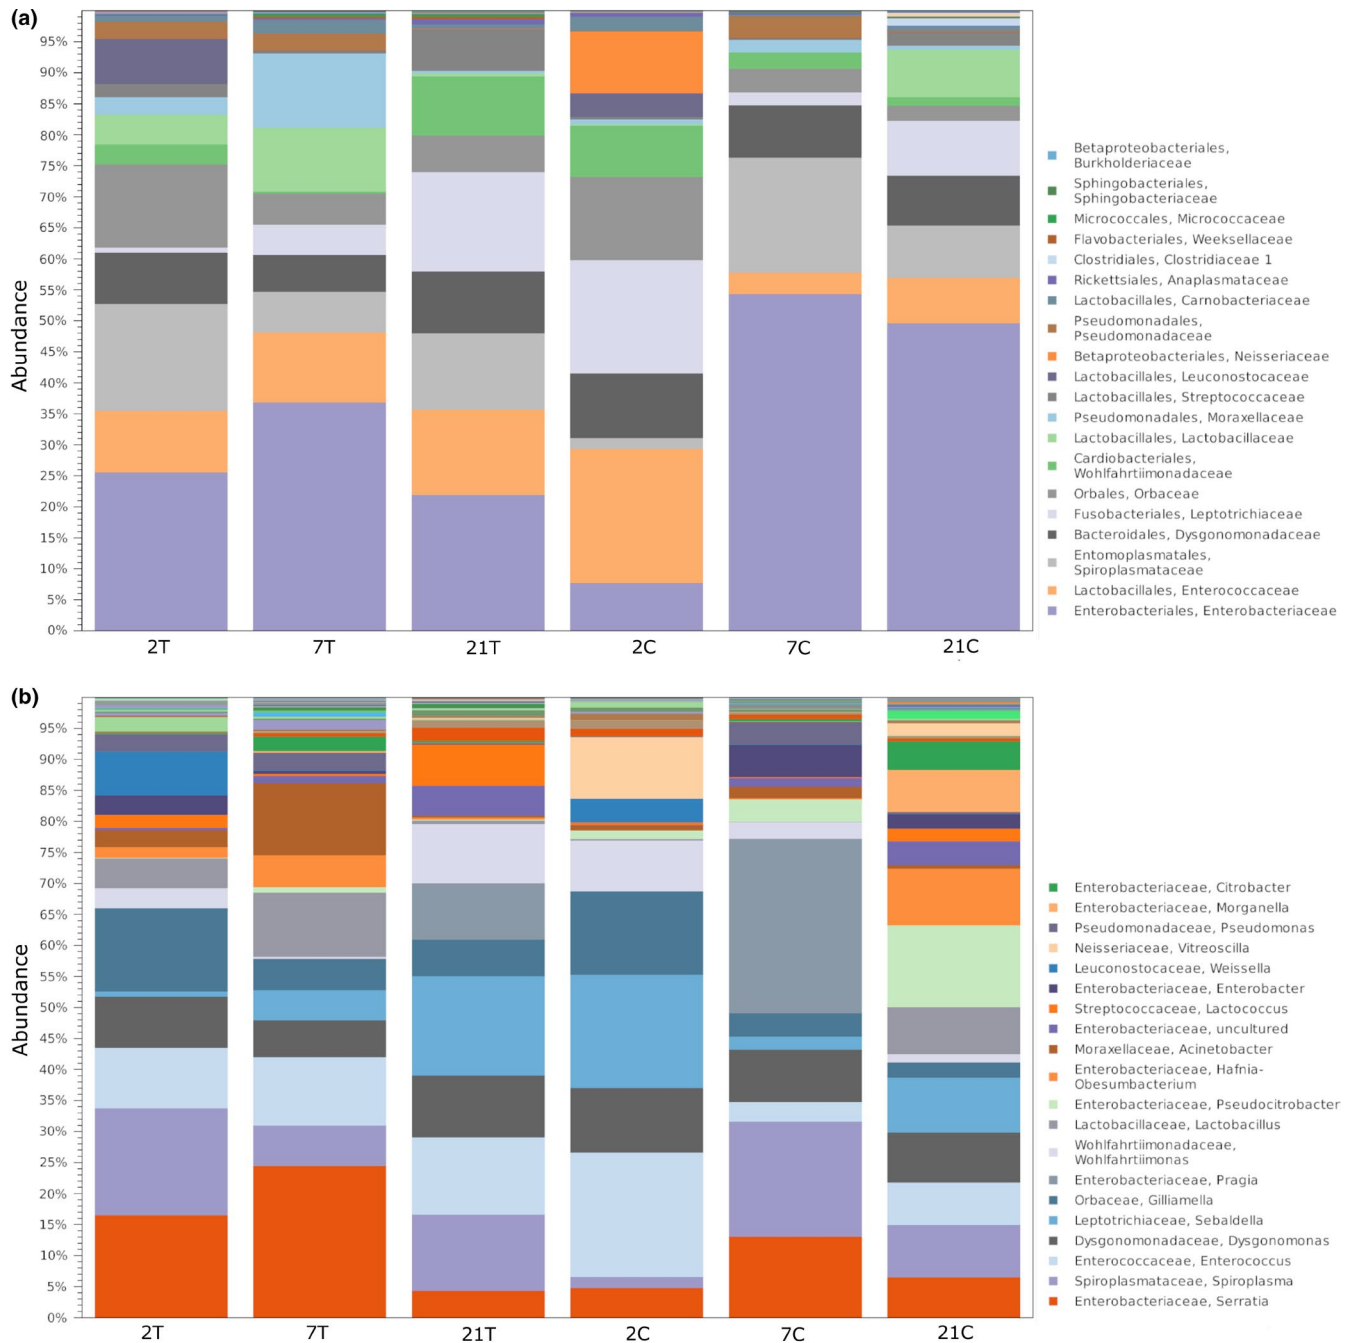 (a)
95%
90%
85%
80%
75%
70%
65%
60%
55%
50%
45%
40%
35%
30%
25%
20%
15%
10%
5%
0%
Abundance
2T 7T 21T 2C 7C 21C
Betaproteobacteriales,
Burkholderiaceae
Sphingobacteriales,
Sphingobacteriaceae
Micrococcales, Micrococcaceae
Flavobacteriales, Weeksellaceae
Clostridiales, Clostridiaceae 1
Rickettsiales, Anaplasmataceae
Lactobacillales, Carnobacteriaceae
Pseudomonadales,
Pseudomonadaceae
Betaproteobacteriales, Neisseriaceae
Lactobacillales, Leuconostocaceae
Lactobacillales, Streptococcaceae
Pseudomonadales, Moraxellaceae
Lactobacillales, Lactobacillaceae
Cardiobacteriales,
Wohlfahrtiimonadaceae
Orbales, Orbaceae
Fusobacteriales, Leptotrichiaceae
Bacteroidales, Dysgonomonadaceae
Entomoplasmatales,
Spiroplasmataceae
Lactobacillales, Enterococcaceae
Enterobacteriales, Enterobacteriaceae
(b)
95%
90%
85%
80%
75%
70%
65%
60%
55%
50%
45%
40%
35%
30%
25%
20%
15%
10%
5%
0%
Abundance
2T 7T 21T 2C 7C 21C
Enterobacteriaceae, Citrobacter
Enterobacteriaceae, Morganella
Pseudomonadaceae, Pseudomonas
Neisseriaceae, Vitreoscilla
Leuconostocaceae, Weissella
Enterobacteriaceae, Enterobacter
Streptococcaceae, Lactococcus
Enterobacteriaceae, uncultured
Moraxellaceae, Acinetobacter
Enterobacteriaceae, Hafnia-
Obesumbacterium
Enterobacteriaceae, Pseudocitrobacter
Lactobacillaceae, Lactobacillus
Wohlfahrtiimonadaceae,
Wohlfahrtiimonas
Enterobacteriaceae, Pragia
Orbaceae, Gilliamella
Leptotrichiaceae, Sebaldella
Dysgonomonadaceae, Dysgonomonas
Enterococcaceae, Enterococcus
Spiroplasmataceae, Spiroplasma
Enterobacteriaceae, Serratia